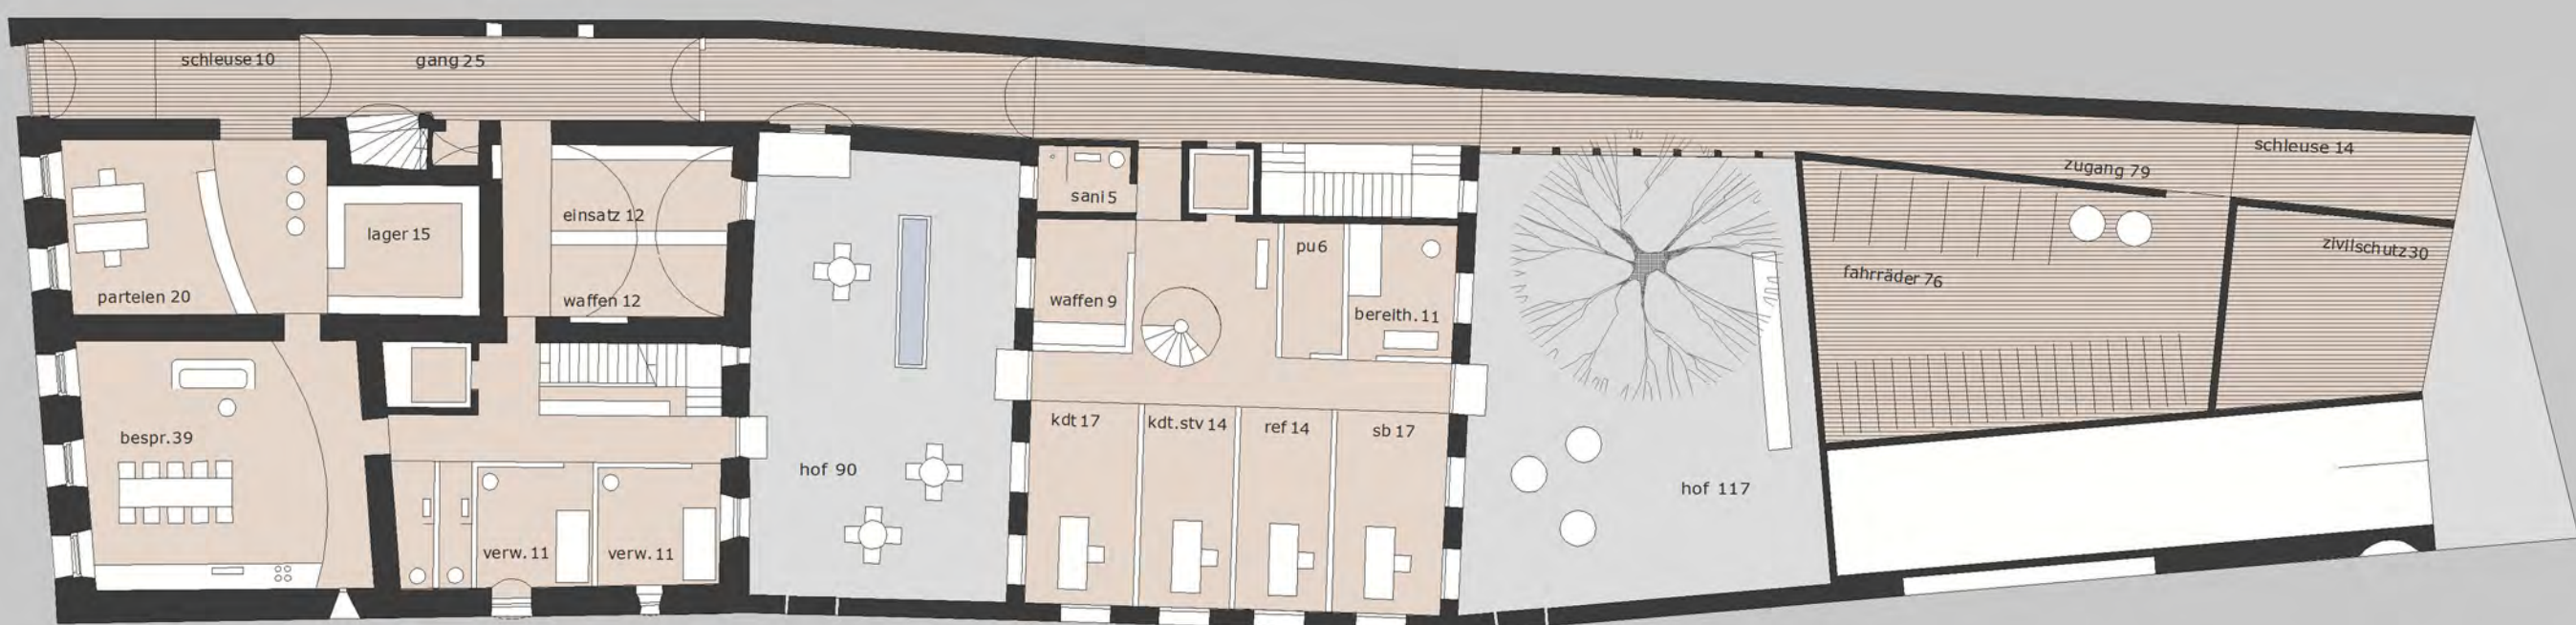 schleuse 10
gang 25
schleuse 14
zugang 79
sani 5
einsatz 12
lager 15
pu 6
zivilschutz 30
fahrräder 76
parteien 20
waffen 12
waffen 9
bereith. 11
kdt 17
kdt.stv 14
ref 14
sb 17
bespr. 39
hof 90
hof 117
verw. 11
verw. 11